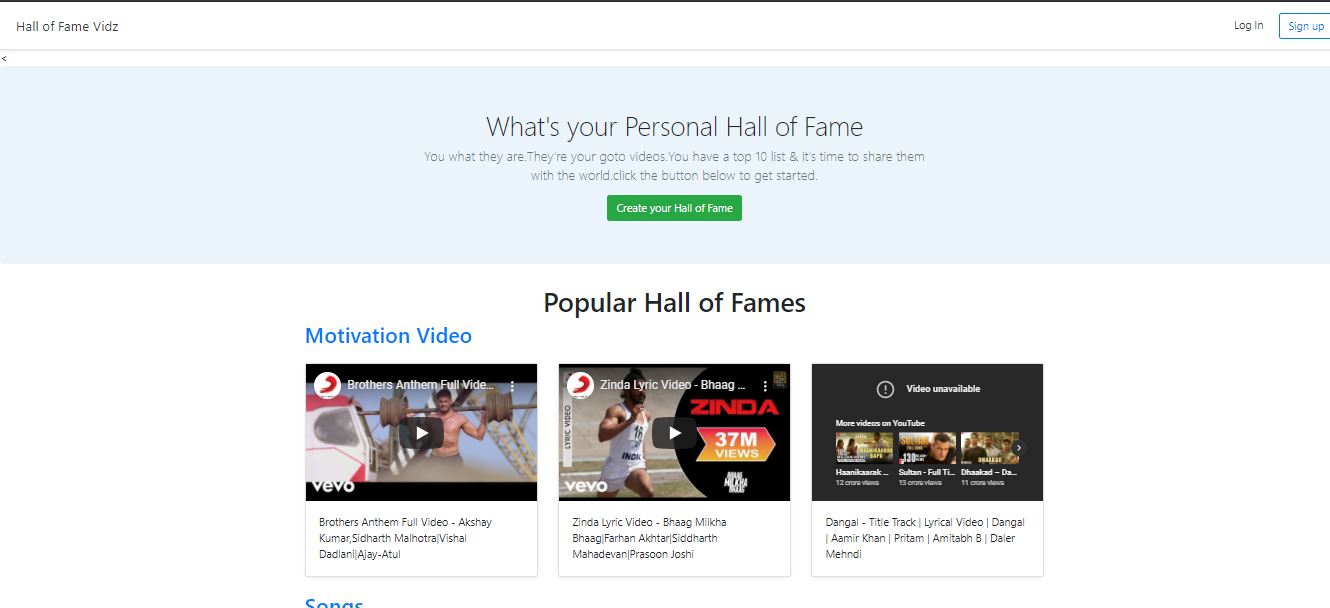 Hall of Fame Vidz
Log In
Sign up
<
What's your Personal Hall of Fame
You what they are.They're your goto videos.You have a top 10 list & it's time to share them
with the world.click the button below to get started.
Create your Hall of Fame
Popular Hall of Fames
Motivation Video
Brothers Anthem Full Vide...
vevo
Zinda Lyric Video - Bhaag ...
LYRIC VIDEO
ZINDA
37M
VIEWS
16
INDIA
BHAAG
MILKHA
BHAAG
vevo
Video unavailable
More videos on YouTube
Haanikaarak ...
12 crore views
SULTAN
Sultan - Full Ti...
13 crore views
DHAAKAD
Dhaakad – Da...
11 crore views
Brothers Anthem Full Video - Akshay
Kumar,Sidharth Malhotra|Vishal
Dadlani|Ajay-Atul
Zinda Lyric Video - Bhaag Milkha
Bhaag|Farhan Akhtar|Siddharth
Mahadevan|Prasoon Joshi
Dangal - Title Track | Lyrical Video | Dangal
| Aamir Khan | Pritam | Amitabh B | Daler
Mehndi
Songs